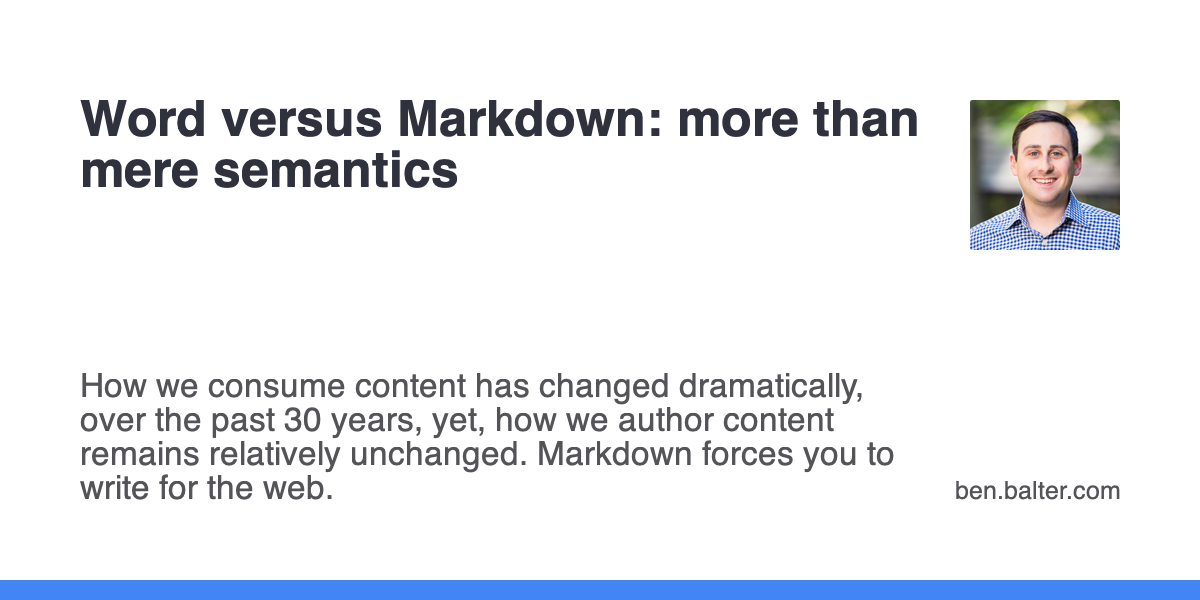 Word versus Markdown: more than
mere semantics
How we consume content has changed dramatically,
over the past 30 years, yet, how we author content
remains relatively unchanged. Markdown forces you to
write for the web.
ben.balter.com